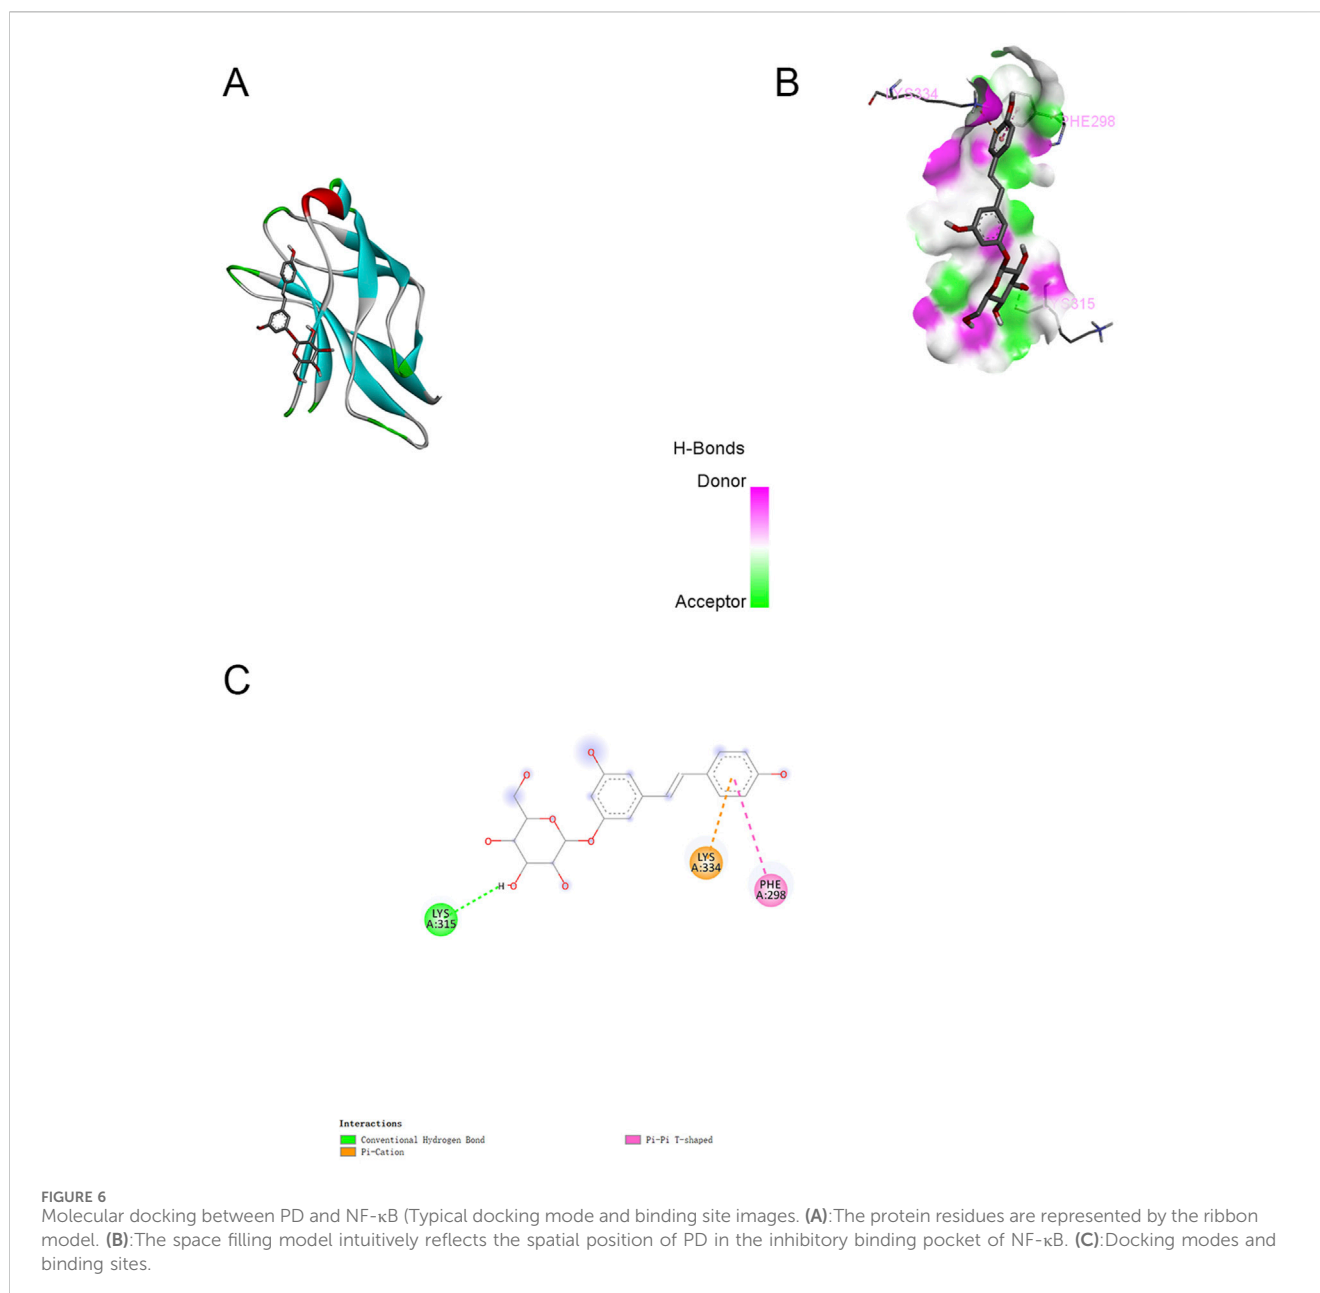 A
B
LYS334
PHE298
S315
H-Bonds
Donor
Acceptor
C
O
O
O
O
O
O
O
H-O
O
LYS
A:334
PHE
A:298
LYS
A:315
Interactions
Conventional Hydrogen Bond
Pi-Cation
Pi-Pi T-shaped
FIGURE 6
Molecular docking between PD and NF-κB (Typical docking mode and binding site images. (A):The protein residues are represented by the ribbon
model. (B):The space filling model intuitively reflects the spatial position of PD in the inhibitory binding pocket of NF-κB. (C):Docking modes and
binding sites.